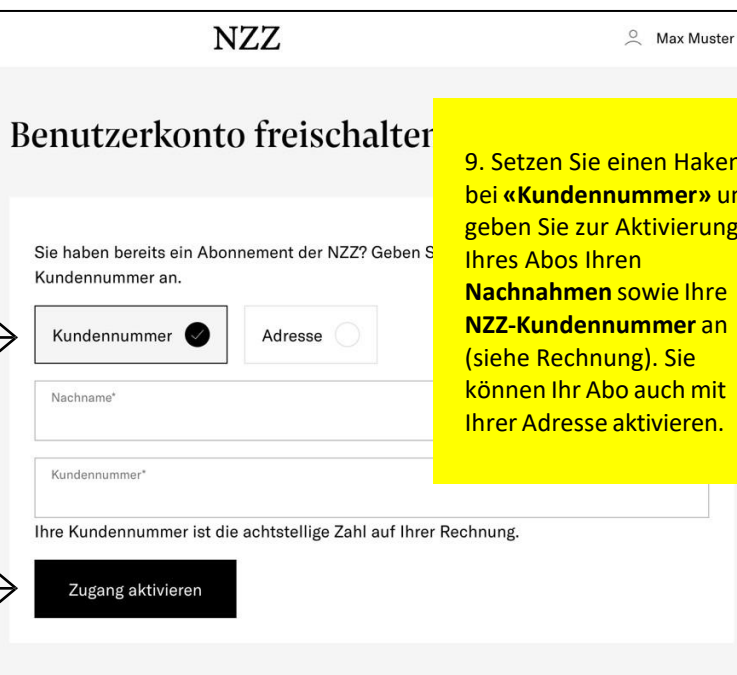 NZZ
Max Muster
Benutzerkonto freischalten
Sie haben bereits ein Abonnement der NZZ? Geben S
Kundennummer an.
Kundennummer
Adresse
Nachname*
Kundennummer*
Ihre Kundennummer ist die achtstellige Zahl auf Ihrer Rechnung.
Zugang aktivieren
9. Setzen Sie einen Haken
bei «Kundennummer» un
geben Sie zur Aktivierung
Ihres Abos Ihren
Nachnahmen sowie Ihre
NZZ-Kundennummer an
(siehe Rechnung). Sie
können Ihr Abo auch mit
Ihrer Adresse aktivieren.